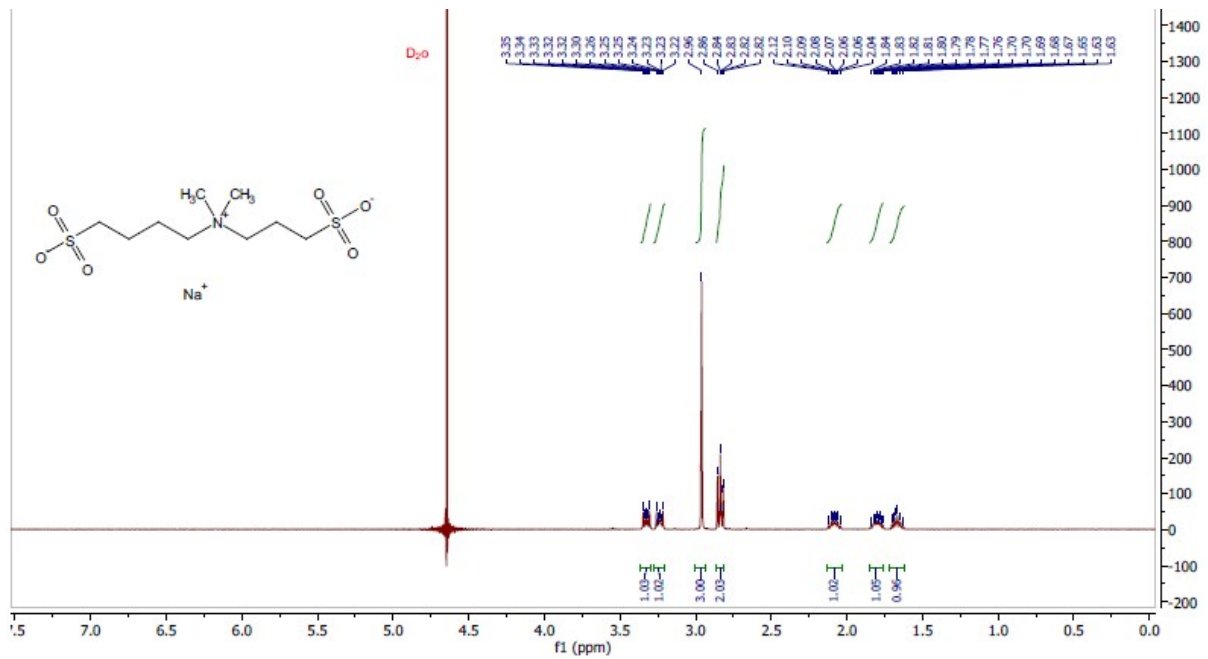 3.35 3.34 3.33 3.32 3.32 3.30 3.26 3.25 3.25 3.24 3.23 3.23 3.22 2.96 2.86 2.84 2.83 2.82 2.82 2.12 2.10 2.09 2.08 2.07 2.06 2.06 2.04 1.84 1.83 1.82 1.81 1.80 1.79 1.78 1.77 1.76 1.70 1.70 1.69 1.68 1.67 1.65 1.63 1.63
D₂o
H₃C CH₃
N⁺
O O⁻
S
O
O
S
O⁻ O
Na⁺
1400
1300
1200
1100
1000
900
800
700
600
500
400
300
200
100
0
-100
-200
1.03 1.02 3.00 2.03 1.02 1.05 0.96
7.5 7.0 6.5 6.0 5.5 5.0 4.5 4.0 3.5 3.0 2.5 2.0 1.5 1.0 0.5 0.0
f1 (ppm)